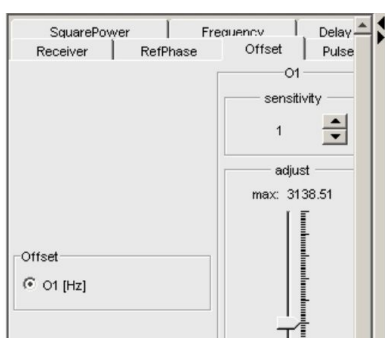 SquarePower Frequency Delay
Receiver RefPhase Offset Pulse
O1
sensitivity
1
adjust
max: 3138.51
Offset
O1 [Hz]